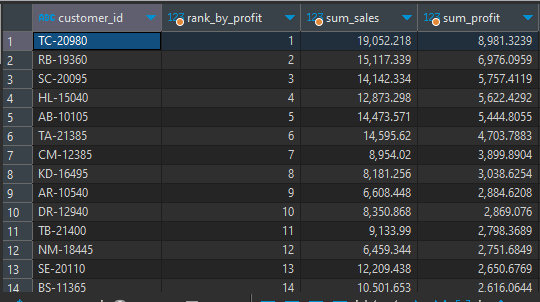 ABC customer_id 123 rank_by_profit 123 sum_sales 123 sum_profit
1 TC-20980 1 19,052.218 8,981.3239
2 RB-19360 2 15,117.339 6,976.0959
3 SC-20095 3 14,142.334 5,757.4119
4 HL-15040 4 12,873.298 5,622.4292
5 AB-10105 5 14,473.571 5,444.8055
6 TA-21385 6 14,595.62 4,703.7883
7 CM-12385 7 8,954.02 3,899.8904
8 KD-16495 8 8,181.256 3,038.6254
9 AR-10540 9 6,608.448 2,884.6208
10 DR-12940 10 8,350.868 2,869.076
11 TB-21400 11 9,133.99 2,798.3689
12 NM-18445 12 6,459.344 2,751.6849
13 SE-20110 13 12,209.438 2,650.6769
14 BS-11365 14 10,501.653 2,616.0644